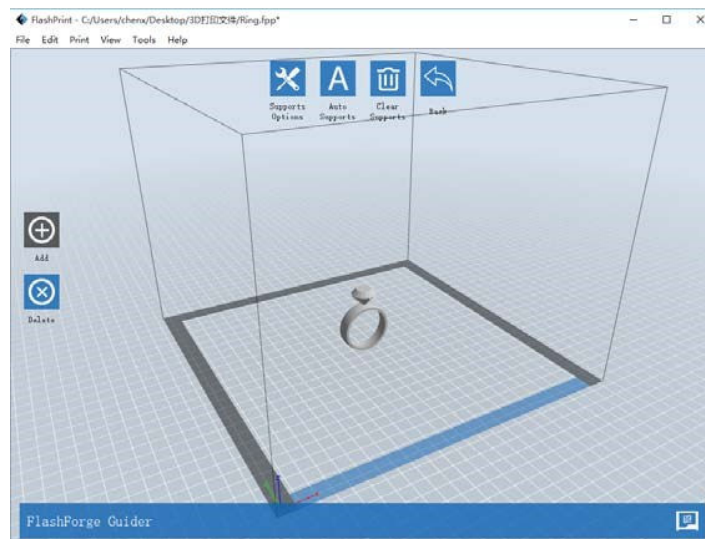 FlashPrint - C:/Users/chenx/Desktop/3D打印文件/Ring.fpp*
File Edit Print View Tools Help
A
Supports Options
Auto Supports
Clear Supports
Back
Add
Delete
FlashForge Guider